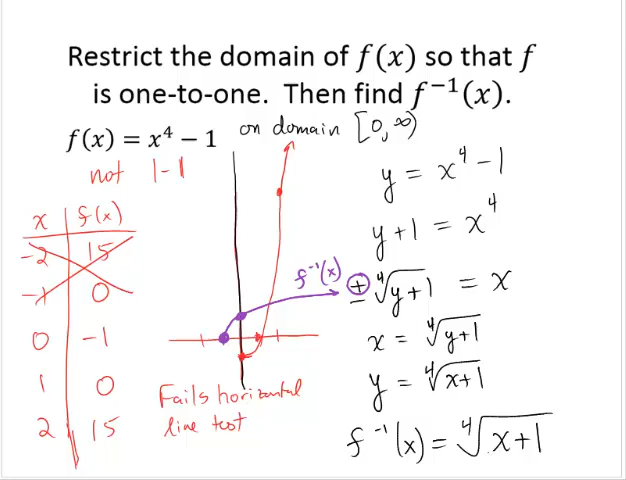 Restrict the domain of f(x) so that f
is one-to-one. Then find f⁻¹(x).
f(x) = x⁴ − 1 on domain [0, ∞)
not 1-1
x f(x)
-2 15
-1 0
0 -1
1 0
2 15
f⁻¹(x)
Fails horizontal
line test
y = x⁴ - 1
y + 1 = x⁴
± ⁴√(y+1) = x
x = ⁴√(y+1)
y = ⁴√(x+1)
f⁻¹(x) = ⁴√(x+1)